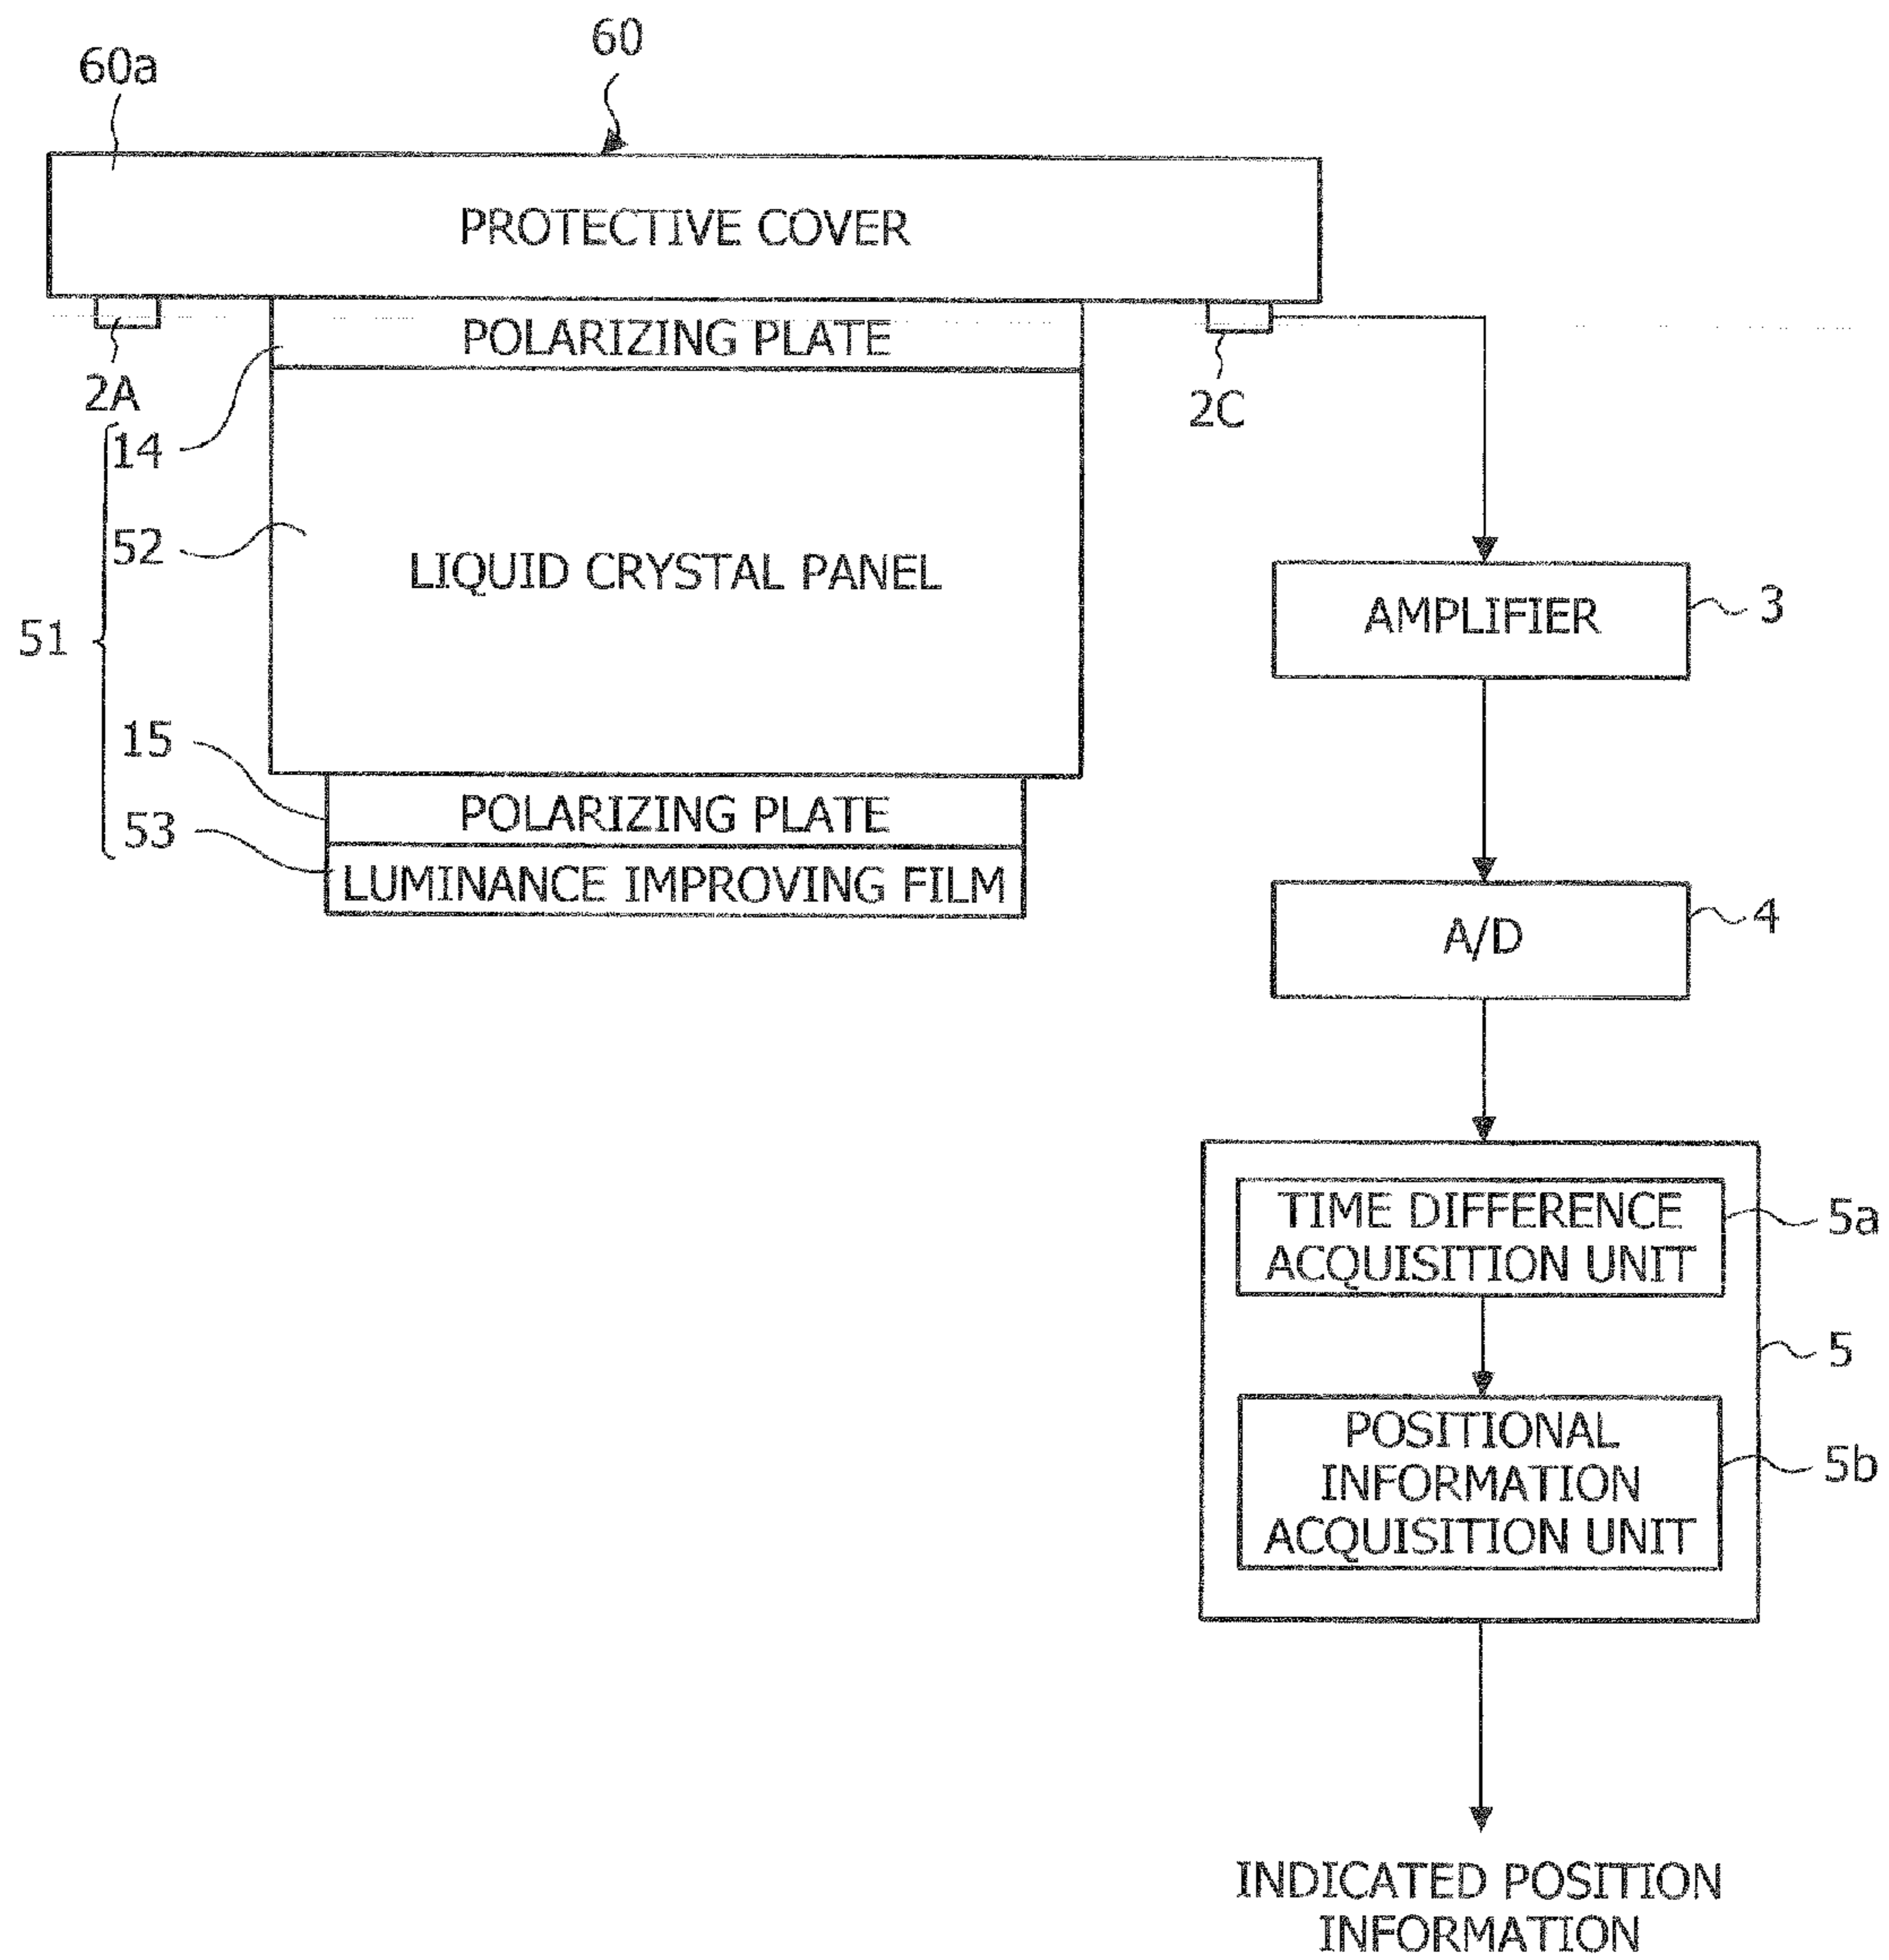 60
60a
PROTECTIVE COVER
POLARIZING PLATE
2A
2C
14
52
LIQUID CRYSTAL PANEL
51
AMPLIFIER
3
15
POLARIZING PLATE
53
LUMINANCE IMPROVING FILM
4
A/D
TIME DIFFERENCE
ACQUISITION UNIT
5a
5
POSITIONAL
INFORMATION
ACQUISITION UNIT
5b
INDICATED POSITION
INFORMATION